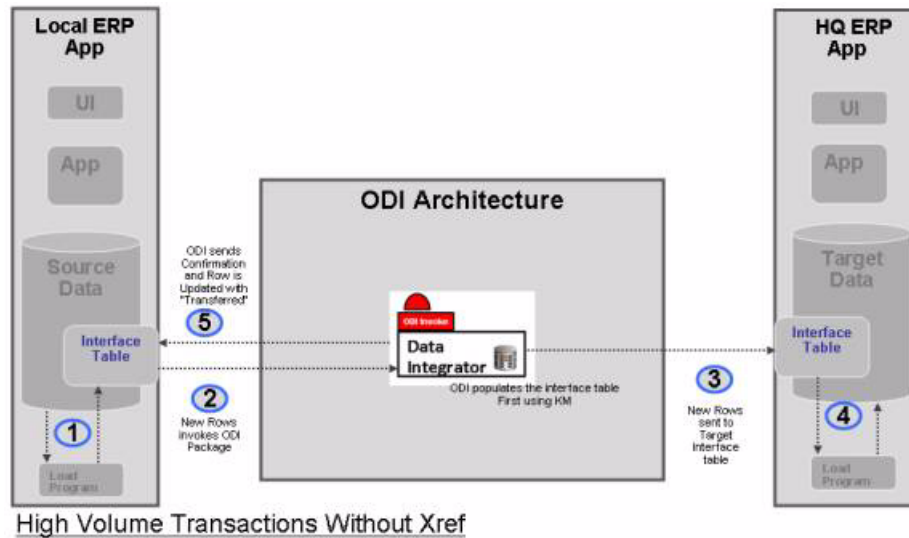 Local ERP
App
UI
App
Source
Data
Interface
Table
1
Load
Program
ODI sends
Confirmation
and Row is
Updated with
"Transferred"
5
2
New Rows
invokes ODI
Package
ODI Architecture
ODI Invoker
Data
Integrator
ODI populates the interface table
First using KM
3
New Rows
sent to
Target
Interface
table
HQ ERP
App
UI
App
Target
Data
Interface
Table
4
Load
Program
High Volume Transactions Without Xref